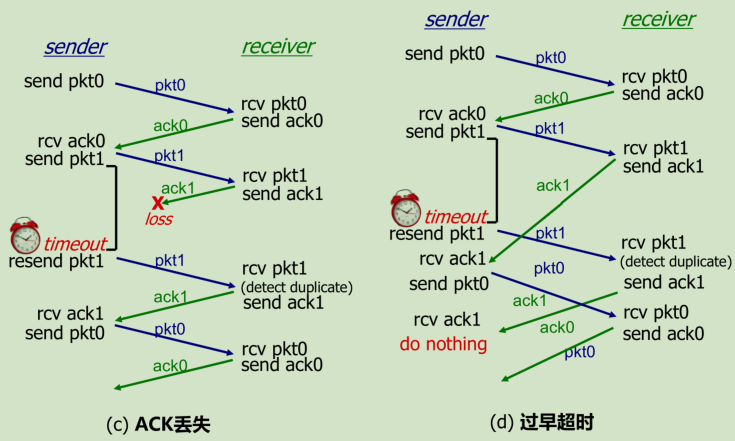 sender
receiver
send pkt0
pkt0
rcv pkt0
send ack0
ack0
rcv ack0
send pkt1
pkt1
rcv pkt1
send ack1
ack1
X
loss
timeout
resend pkt1
pkt1
rcv pkt1
(detect duplicate)
send ack1
ack1
rcv ack1
send pkt0
pkt0
rcv pkt0
send ack0
ack0
(c) ACK丢失
sender
receiver
send pkt0
pkt0
rcv pkt0
send ack0
ack0
rcv ack0
send pkt1
pkt1
rcv pkt1
send ack1
ack1
timeout
resend pkt1
pkt1
rcv pkt1
(detect duplicate)
send ack1
rcv ack1
send pkt0
pkt0
rcv pkt0
send ack0
ack1
rcv ack1
do nothing
ack0
pkt0
(d) 过早超时